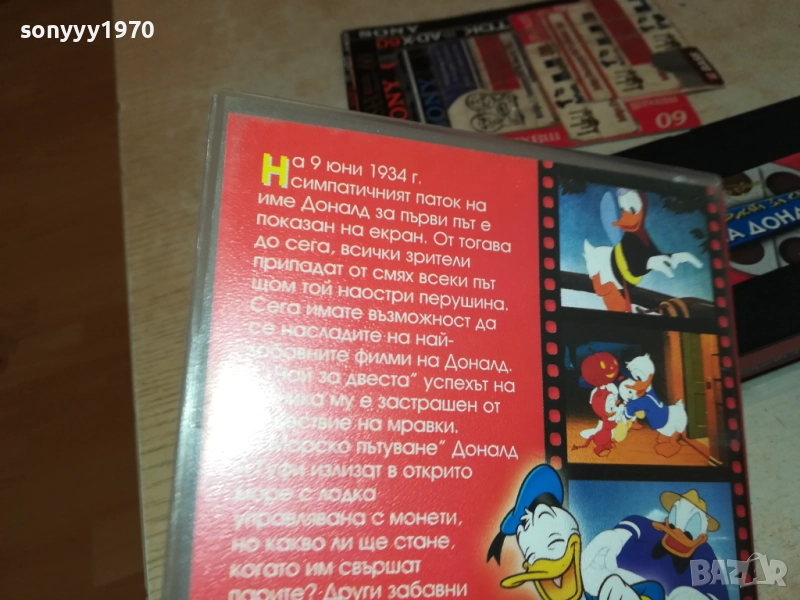 sonyyy1970
На 9 юни 1934 г.
симпатичният паток на
име Доналд за първи път е
показан на екран. От тогава
до сега, всички зрители
припадат от смях всеки път
щом той наостри перушина.
Сега имате възможност да
се насладите на най-
забавните филми на Доналд.
за двеста" успехът на
му е застрашен от
на мравки.
пътуване" Доналд
излизат в открито
море с лодка
управлявана с монети,
но какво ли ще стане,
когато им свършат
парите? Други забавни
60
BAZAR